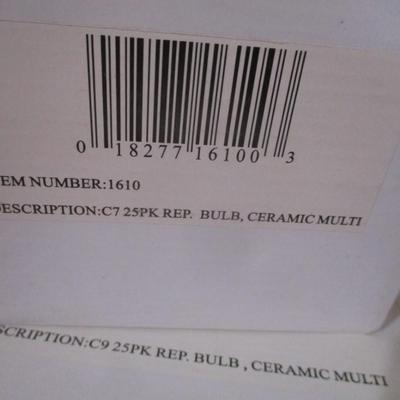 0 18277 16100 3
EM NUMBER:1610
ESCRIPTION:C7 25PK REP. BULB, CERAMIC MULTI
SCRIPTION:C9 25PK REP. BULB , CERAMIC MULTI